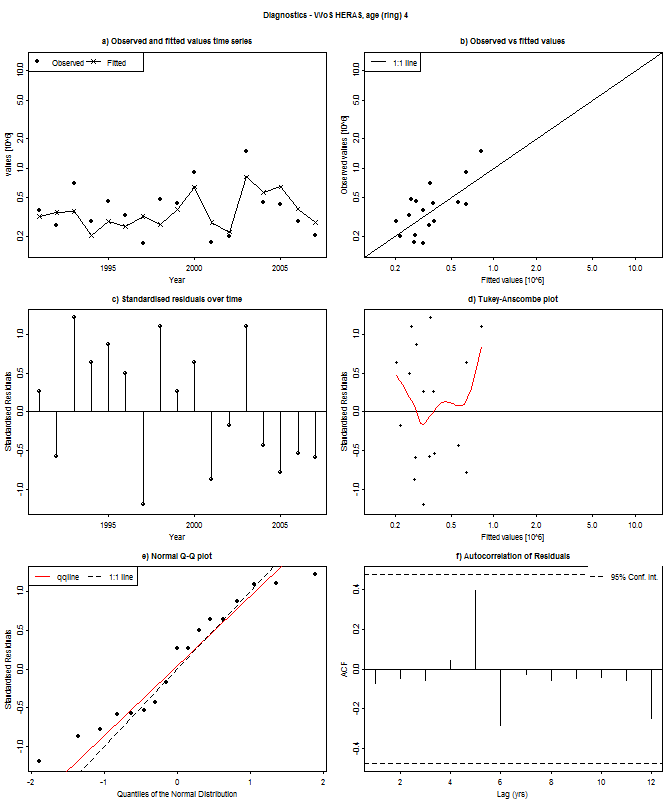 Diagnostics - WoS HERAS, age (ring) 4
a) Observed and fitted values time series
Observed Fitted
values [10^6]
10.0
5.0
2.0
1.0
0.5
0.2
1995 2000 2005
Year
b) Observed vs fitted values
1:1 line
Observed values [10^6]
10.0
5.0
2.0
1.0
0.5
0.2
0.2 0.5 1.0 2.0 5.0 10.0
Fitted values [10^6]
c) Standardised residuals over time
Standardised Residuals
1.0
0.5
0.0
-0.5
-1.0
1995 2000 2005
Year
d) Tukey-Anscombe plot
Standardised Residuals
1.0
0.5
0.0
-0.5
-1.0
0.2 0.5 1.0 2.0 5.0 10.0
Fitted values [10^6]
e) Normal Q-Q plot
qqline 1:1 line
Standardised Residuals
1.0
0.5
0.0
-0.5
-1.0
-2 -1 0 1 2
Quantiles of the Normal Distribution
f) Autocorrelation of Residuals
95% Conf. Int.
ACF
0.4
0.2
0.0
-0.2
-0.4
2 4 6 8 10 12
Lag (yrs)